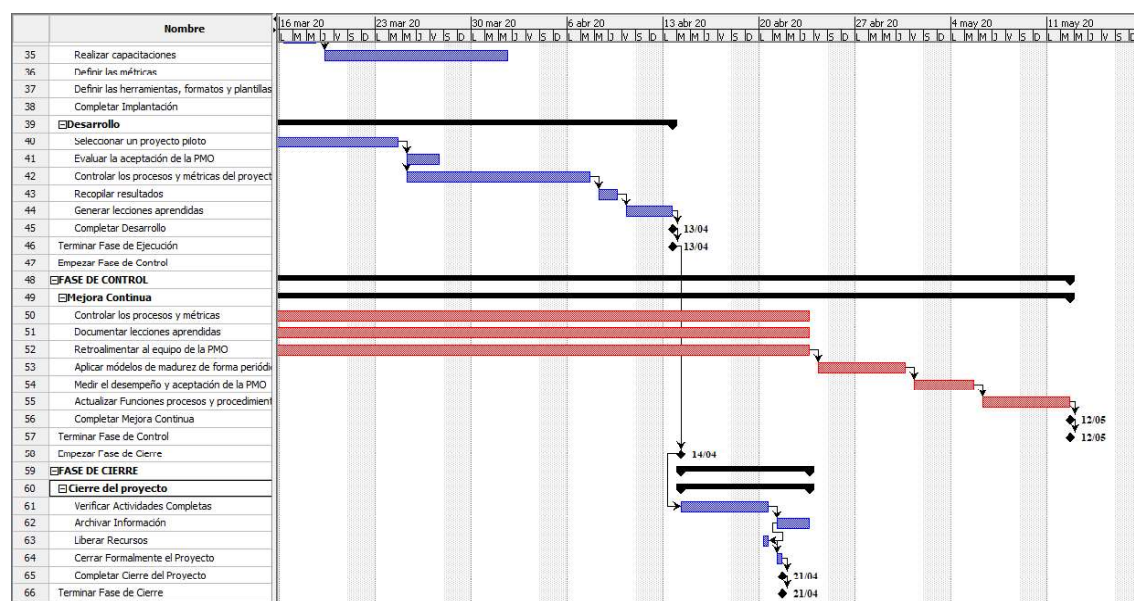 Nombre
16 mar 20 23 mar 20 30 mar 20 6 abr 20 13 abr 20 20 abr 20 27 abr 20 4 may 20 11 may 20
L M M J V S D L M M J V S D L M M J V S D L M M J V S D L M M J V S D L M M J V S D L M M J V S D L M M J V S D L M M J V S D
35 Realizar capacitaciones
36 Definir las métricas
37 Definir las herramientas, formatos y plantillas
38 Completar Implantación
39 Desarrollo
40 Seleccionar un proyecto piloto
41 Evaluar la aceptación de la PMO
42 Controlar los procesos y métricas del proyect
43 Recopilar resultados
44 Generar lecciones aprendidas
45 Completar Desarrollo 13/04
46 Terminar Fase de Ejecución 13/04
47 Empezar Fase de Control
48 FASE DE CONTROL
49 Mejora Continua
50 Controlar los procesos y métricas
51 Documentar lecciones aprendidas
52 Retroalimentar al equipo de la PMO
53 Aplicar módelos de madurez de forma periódi
54 Medir el desempeño y aceptación de la PMO
55 Actualizar Funciones procesos y procedimient
56 Completar Mejora Continua 12/05
57 Terminar Fase de Control 12/05
58 Empezar Fase de Cierre 14/04
59 FASE DE CIERRE
60 Cierre del proyecto
61 Verificar Actividades Completas
62 Archivar Información
63 Liberar Recursos
64 Cerrar Formalmente el Proyecto
65 Completar Cierre del Proyecto 21/04
66 Terminar Fase de Cierre 21/04